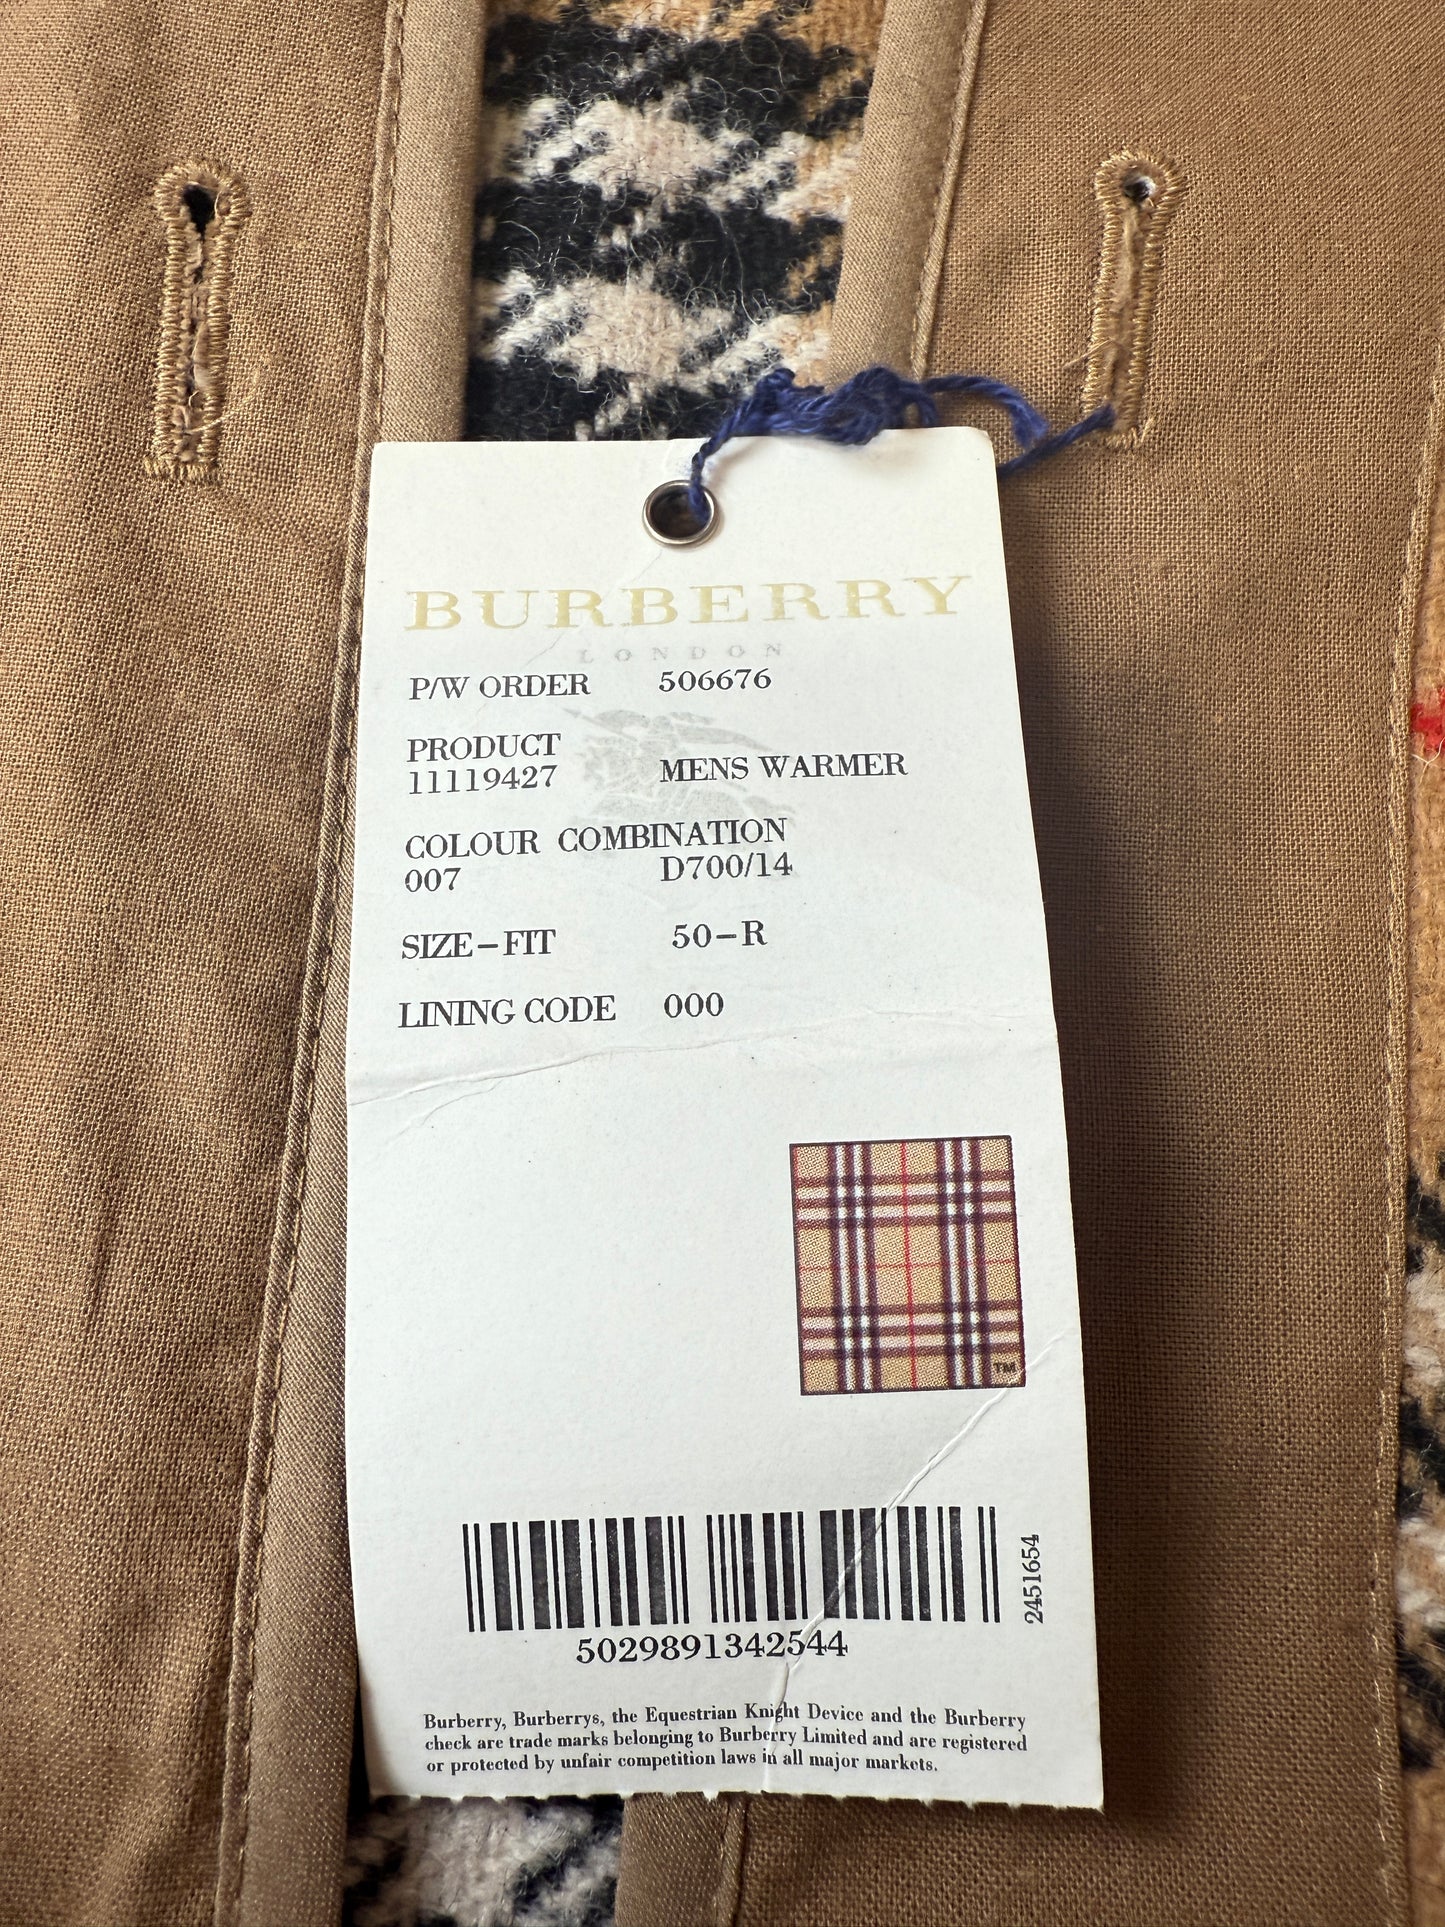 BURBERRY
LONDON
P/W ORDER 506676
PRODUCT
11119427 MENS WARMER
COLOUR COMBINATION
007 D700/14
SIZE-FIT 50-R
LINING CODE 000
TM
2451654
5029891342544
Burberry, Burberrys, the Equestrian Knight Device and the Burberry
check are trade marks belonging to Burberry Limited and are registered
or protected by unfair competition laws in all major markets.